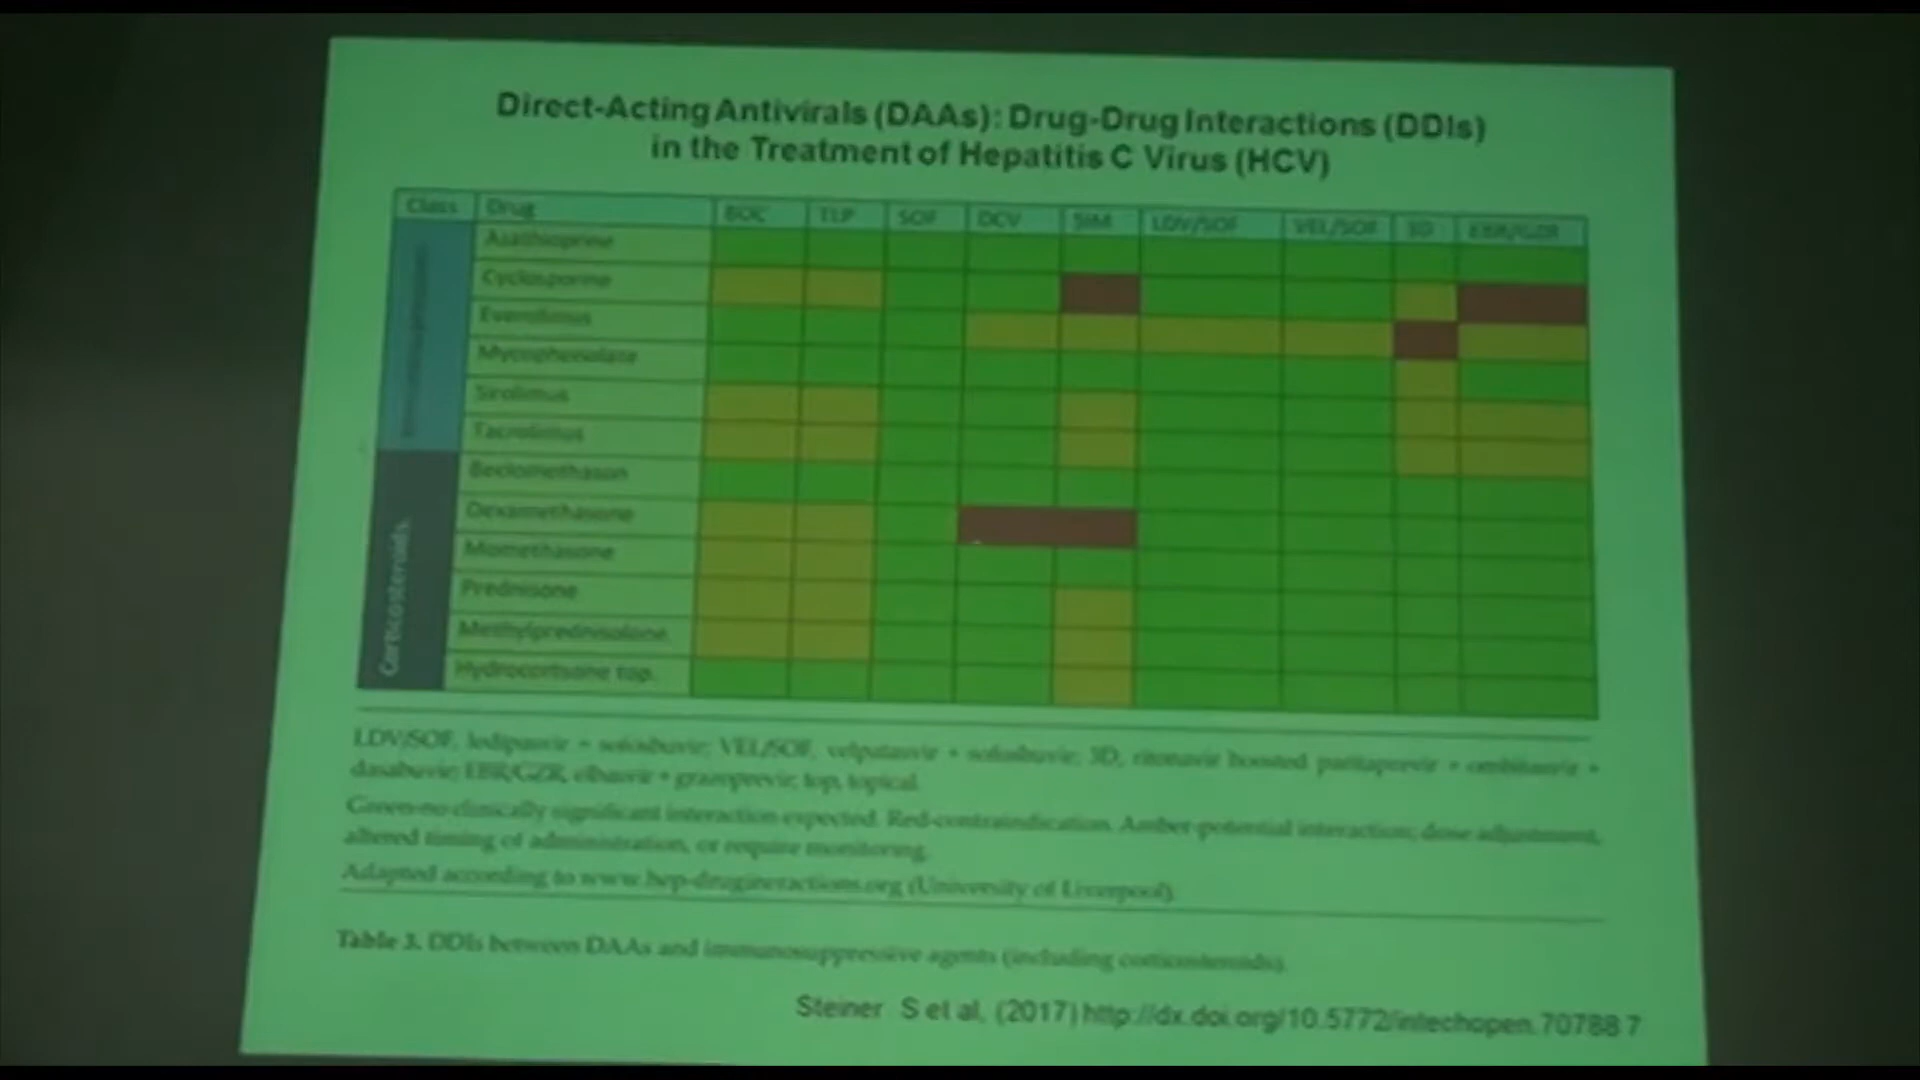 Direct-Acting Antivirals (DAAs): Drug-Drug Interactions (DDIs)
in the Treatment of Hepatitis C Virus (HCV)
Class Drug BOC TLP SOF DCV SIM LDV/SOF VEL/SOF 3D EBR/GZR
Azathioprine
Cyclosporine
Everolimus
Mycophenolate
Sirolimus
Tacrolimus
Corticosteroids
Beclomethason
Dexamethasone
Momethasone
Prednisone
Methylprednisolone
Hydrocortisone top.
LDV/SOF, ledipasvir + sofosbuvir; VEL/SOF, velpatasvir + sofosbuvir; 3D, ritonavir boosted paritaprevir + ombitasvir +
dasabuvir; EBR/GZR, elbasvir + grazoprevir; top, topical.
Green-no clinically significant interaction expected. Red-contraindication. Amber-potential interaction; dose adjustment,
altered timing of administration, or require monitoring.
Adapted according to www.hep-druginteractions.org (University of Liverpool).
Table 3. DDIs between DAAs and immunosuppressive agents (including corticosteroids).
Steiner S et al, (2017) http://dx.doi.org/10.5772/intechopen.70788 7